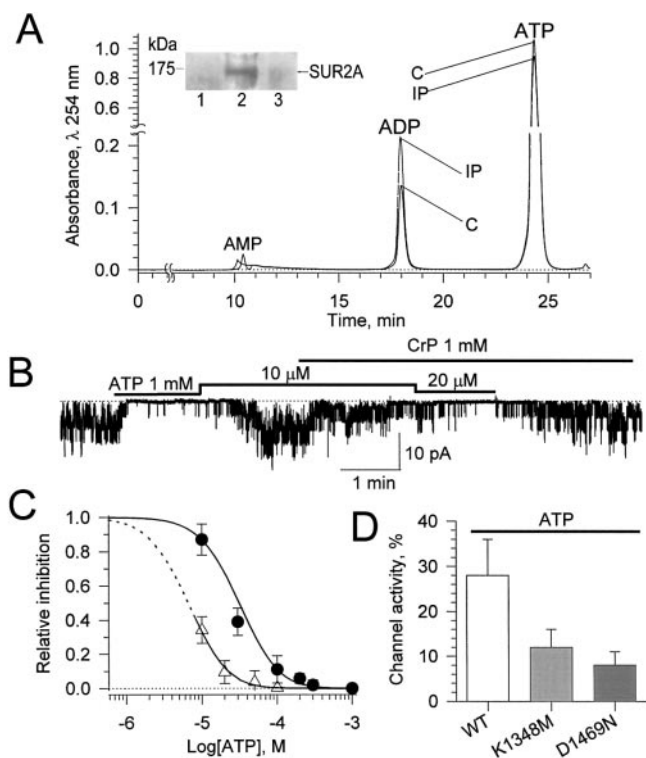 A
kDa
175
SUR2A
1 2 3
ATP
C
IP
ADP
IP
C
AMP
Absorbance, λ 254 nm
1.0
0.8
0.6
0.2
0.1
0.0
0 10 15 20 25
Time, min
CrP 1 mM
B
ATP 1 mM
10 µM
20 µM
10 pA
1 min
C
Relative inhibition
1.0
0.8
0.6
0.4
0.2
0.0
-6 -5 -4 -3
Log[ATP], M
D
ATP
Channel activity, %
40
30
20
10
0
WT
K1348M
D1469N